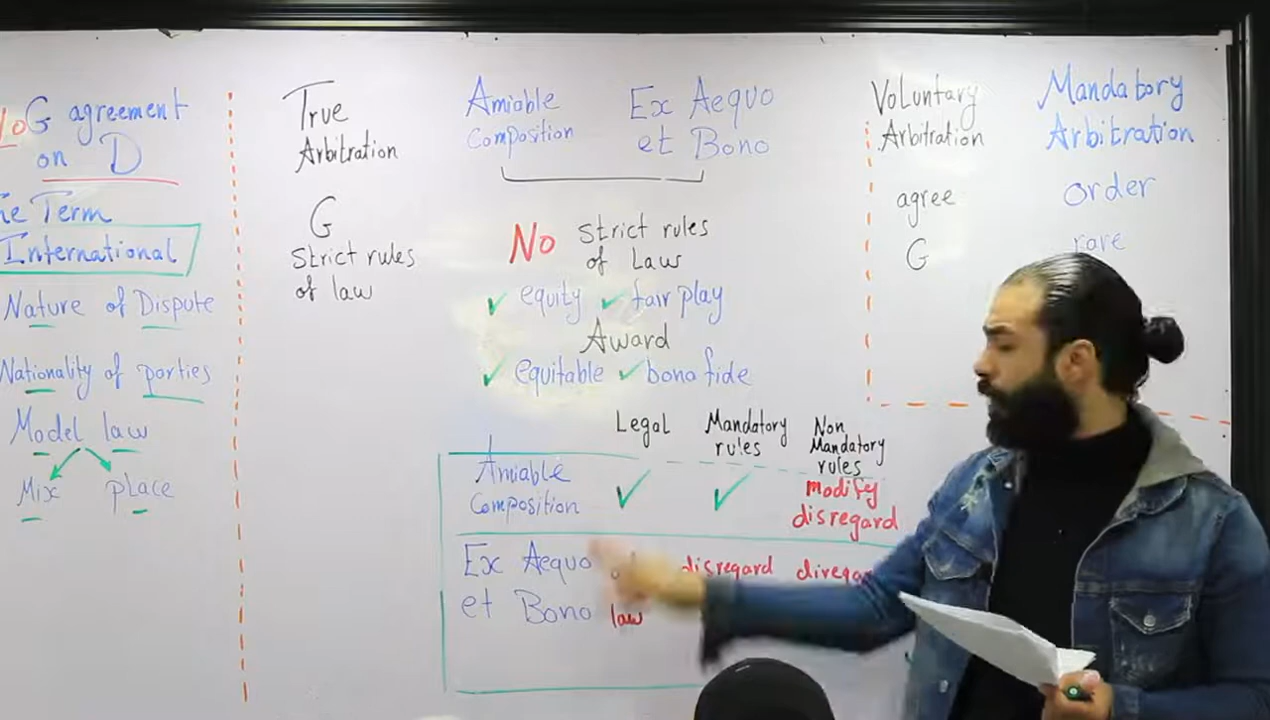 LoG agreement
on D
The Term
International
Nature of Dispute
Nationality of parties
Model law
Mix place
True
Arbitration
G
Strict rules
of law
Amiable
Composition
Ex Aequo
et Bono
No strict rules
of Law
✓ equity ✓ fair play
Award
✓ equitable ✓ bona fide
Voluntary
Arbitration
agree
G
Mandatory
Arbitration
order
rare
Legal
Mandatory
rules
Non
Mandatory
rules
Amiable
Composition
✓ ✓
modify
disregard
Ex Aequo
et Bono
law
disregard